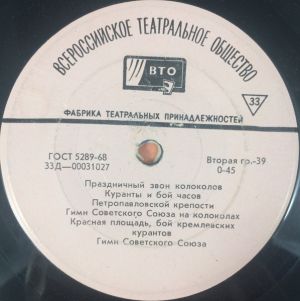 ВСЕРОССИЙСКОЕ ТЕАТРАЛЬНОЕ ОБЩЕСТВО
ВТО
33
ФАБРИКА ТЕАТРАЛЬНЫХ ПРИНАДЛЕЖНОСТЕЙ
ГОСТ 5289-68
33Д—00031027
Вторая гр.-39
0-45
Праздничный звон колоколов
Куранты и бой часов
Петропавловской крепости
Гимн Советского Союза на колоколах
Красная площадь, бой кремлевских
курантов
Гимн Советского Союза